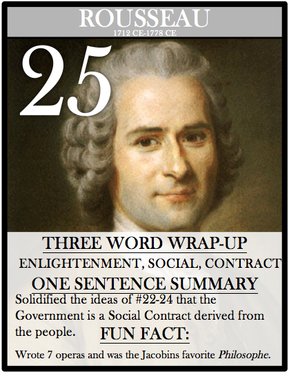 ROUSSEAU
1712 CE-1778 CE
25
THREE WORD WRAP-UP
ENLIGHTENMENT, SOCIAL, CONTRACT
ONE SENTENCE SUMMARY
Solidified the ideas of #22-24 that the
Government is a Social Contract derived from
the people.
FUN FACT:
Wrote 7 operas and was the Jacobins favorite Philosophe.